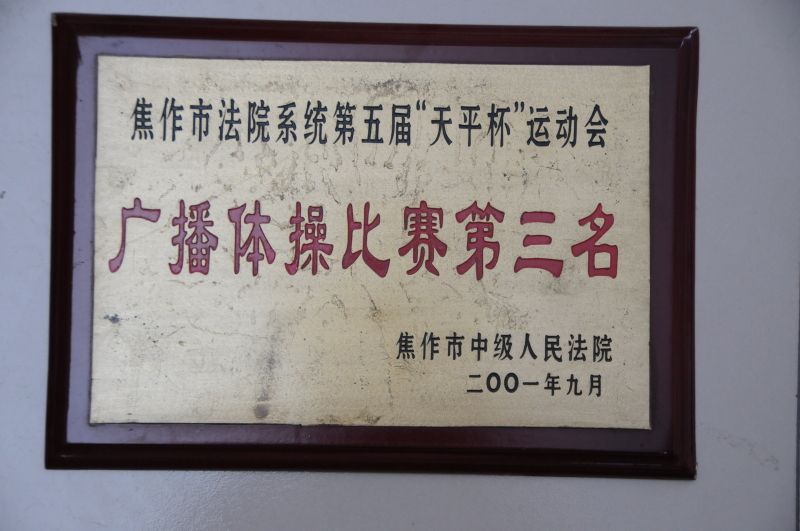 焦作市法院系统第五届“天平杯”运动会
广播体操比赛第三名
焦作市中级人民法院
二〇〇一年九月